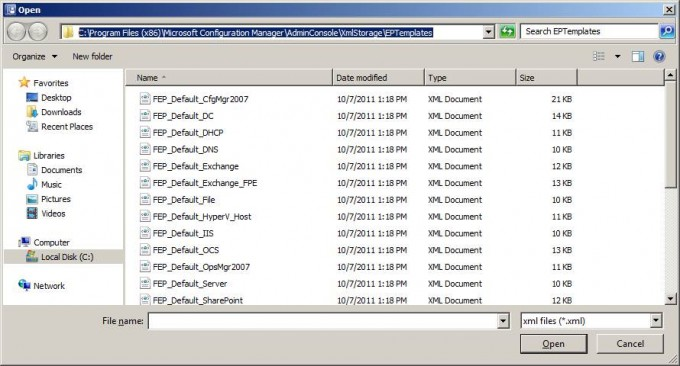 Open
C:\Program Files (x86)\Microsoft Configuration Manager\AdminConsole\XmlStorage\EPTemplates
Search EPTemplates
Organize
New folder
Favorites
Desktop
Downloads
Recent Places
Libraries
Documents
Music
Pictures
Videos
Computer
Local Disk (C:)
Network
Name Date modified Type Size
FEP_Default_CfgMgr2007 10/7/2011 1:18 PM XML Document 21 KB
FEP_Default_DC 10/7/2011 1:18 PM XML Document 14 KB
FEP_Default_DHCP 10/7/2011 1:18 PM XML Document 11 KB
FEP_Default_DNS 10/7/2011 1:18 PM XML Document 10 KB
FEP_Default_Exchange 10/7/2011 1:18 PM XML Document 12 KB
FEP_Default_Exchange_FPE 10/7/2011 1:18 PM XML Document 13 KB
FEP_Default_File 10/7/2011 1:18 PM XML Document 10 KB
FEP_Default_HyperV_Host 10/7/2011 1:18 PM XML Document 11 KB
FEP_Default_IIS 10/7/2011 1:18 PM XML Document 10 KB
FEP_Default_OCS 10/7/2011 1:18 PM XML Document 13 KB
FEP_Default_OpsMgr2007 10/7/2011 1:18 PM XML Document 11 KB
FEP_Default_Server 10/7/2011 1:18 PM XML Document 10 KB
FEP_Default_SharePoint 10/7/2011 1:18 PM XML Document 12 KB
File name:
xml files (*.xml)
Open
Cancel